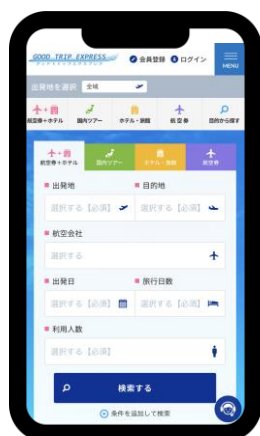 GOOD TRIP EXPRESS
会員登録 ログイン
MENU
出発地を選択 全域
航空券+ホテル 国内ツアー ホテル・旅館 航空券 目的から探す
航空券+ホテル 国内ツアー ホテル・旅館 航空券
出発地 目的地
選択する【必須】 選択する【必須】
航空会社
選択する
出発日 旅行日数
選択する【必須】 選択する【必須】
利用人数
選択する【必須】
検索する
条件を追加して検索